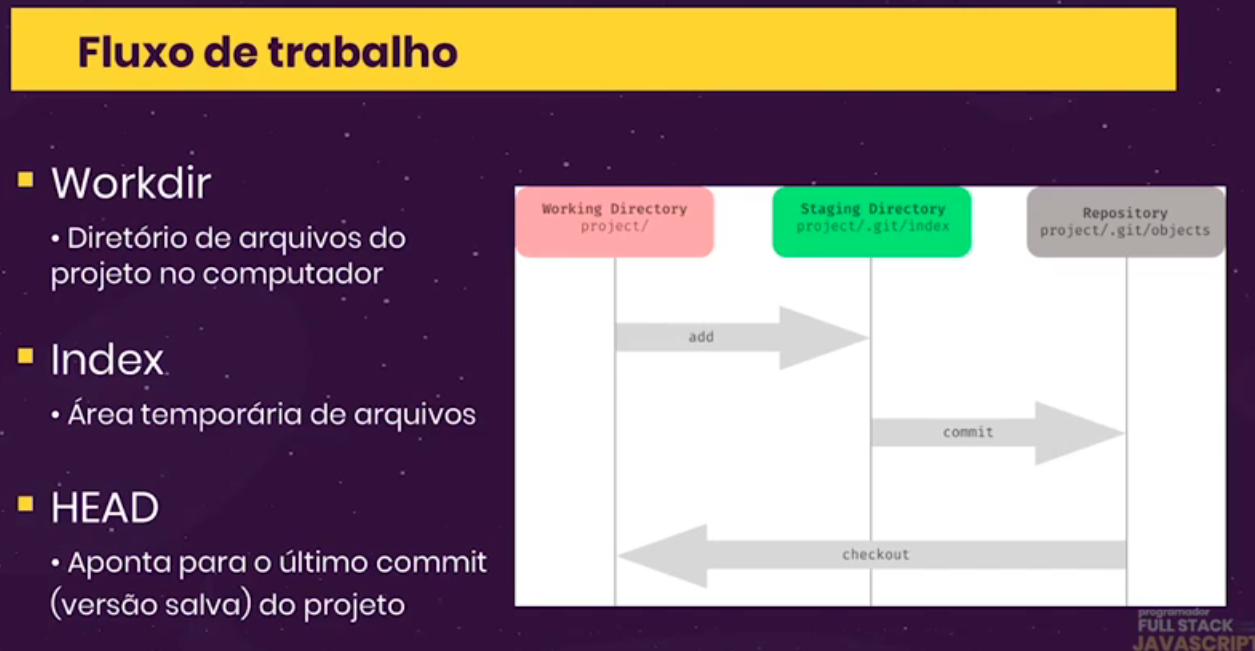 Fluxo de trabalho
Workdir
• Diretório de arquivos do
projeto no computador
Index
• Área temporária de arquivos
HEAD
• Aponta para o último commit
(versão salva) do projeto
Working Directory
project/
Staging Directory
project/.git/index
Repository
project/.git/objects
add
commit
checkout
programador
FULL STACK
JAVASCRIPT